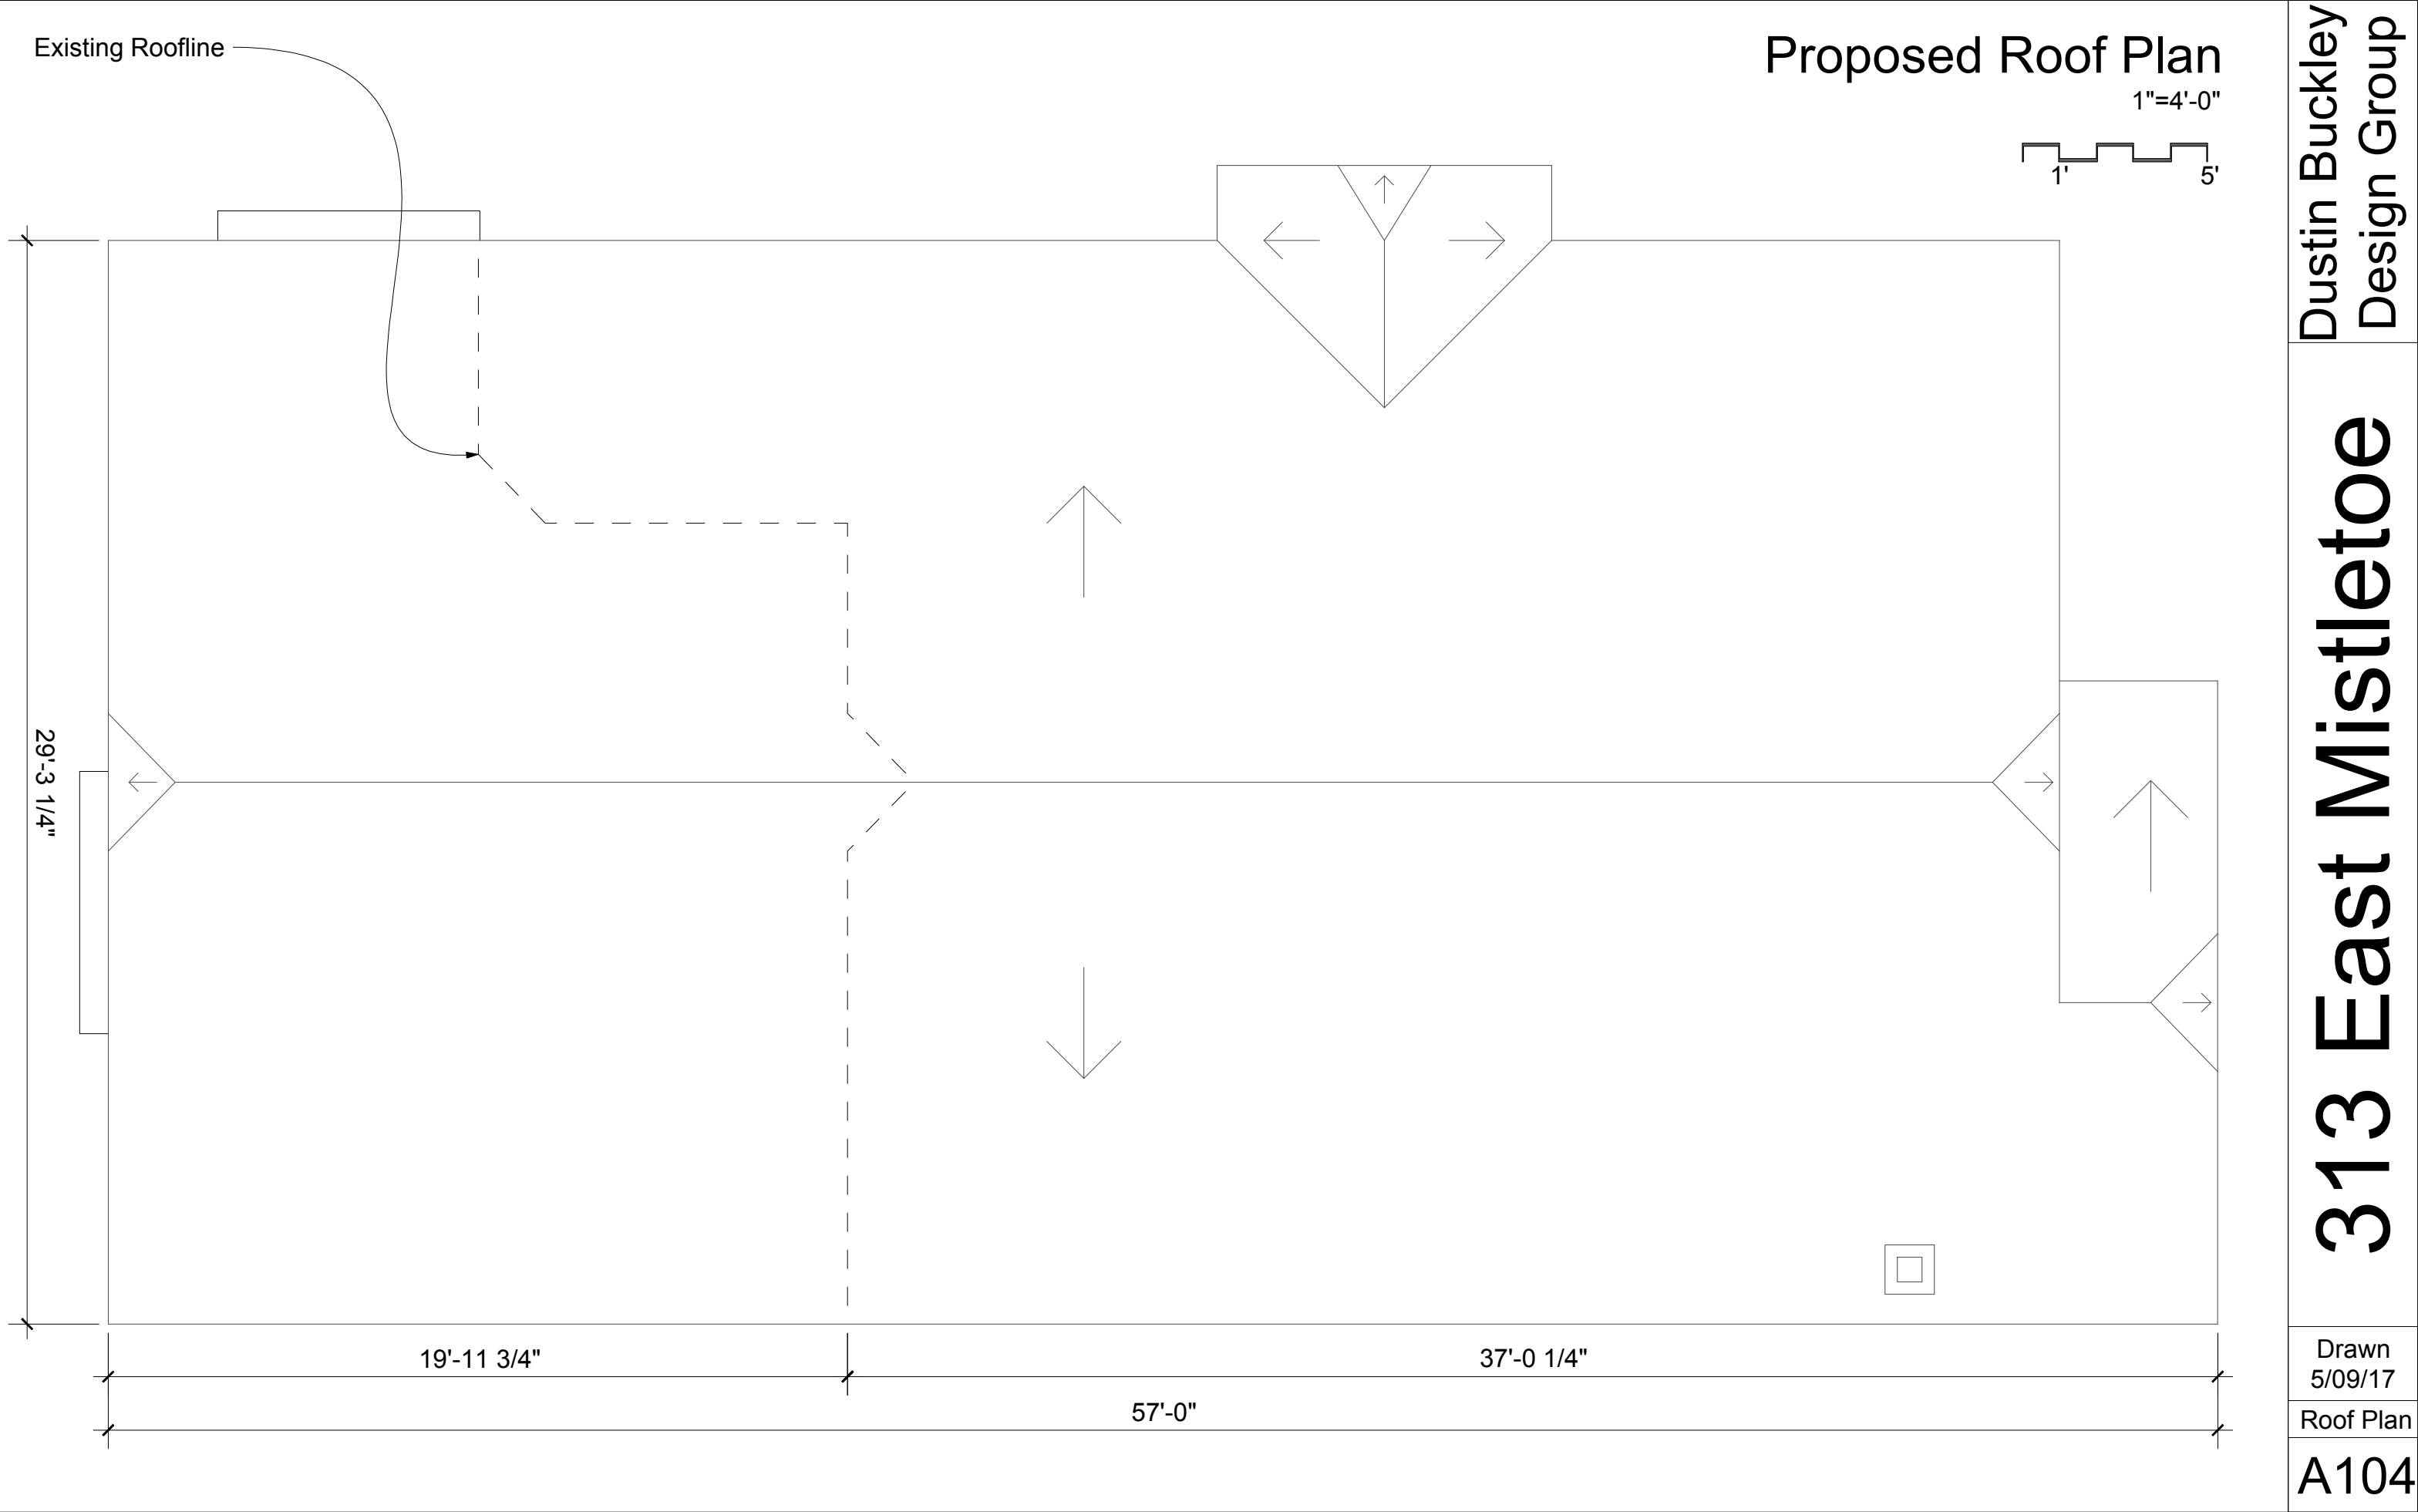 Existing Roofline
Proposed Roof Plan
1"=4'-0"
1'
5'
29'-3 1/4"
19'-11 3/4"
37'-0 1/4"
57'-0"
Dustin Buckley
Design Group
313 East Mistletoe
Drawn
5/09/17
Roof Plan
A104